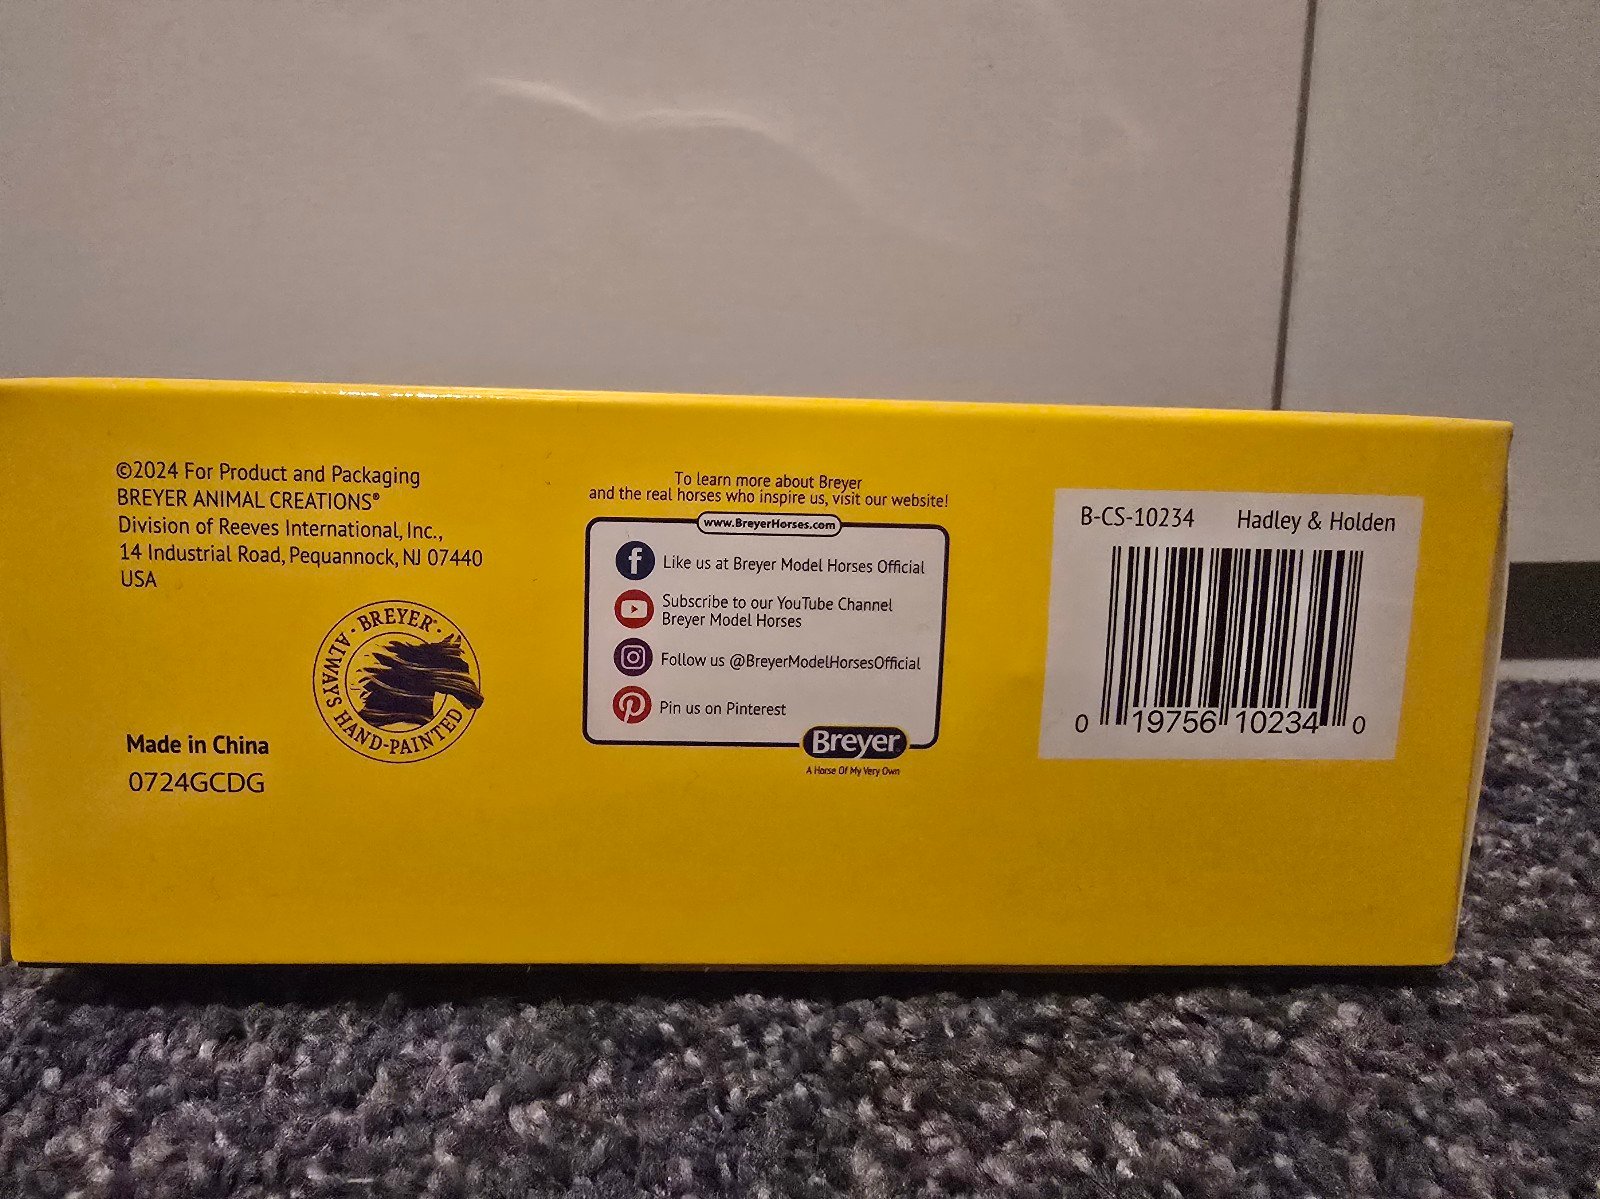 ©2024 For Product and Packaging
BREYER ANIMAL CREATIONS®
Division of Reeves International, Inc.,
14 Industrial Road, Pequannock, NJ 07440
USA
· BREYER® ·
ALWAYS HAND-PAINTED
Made in China
0724GCDG
To learn more about Breyer
and the real horses who inspire us, visit our website!
www.BreyerHorses.com
Like us at Breyer Model Horses Official
Subscribe to our YouTube Channel
Breyer Model Horses
Follow us @BreyerModelHorsesOfficial
Pin us on Pinterest
Breyer®
A Horse Of My Very Own
B-CS-10234 Hadley & Holden
0 19756 10234 0